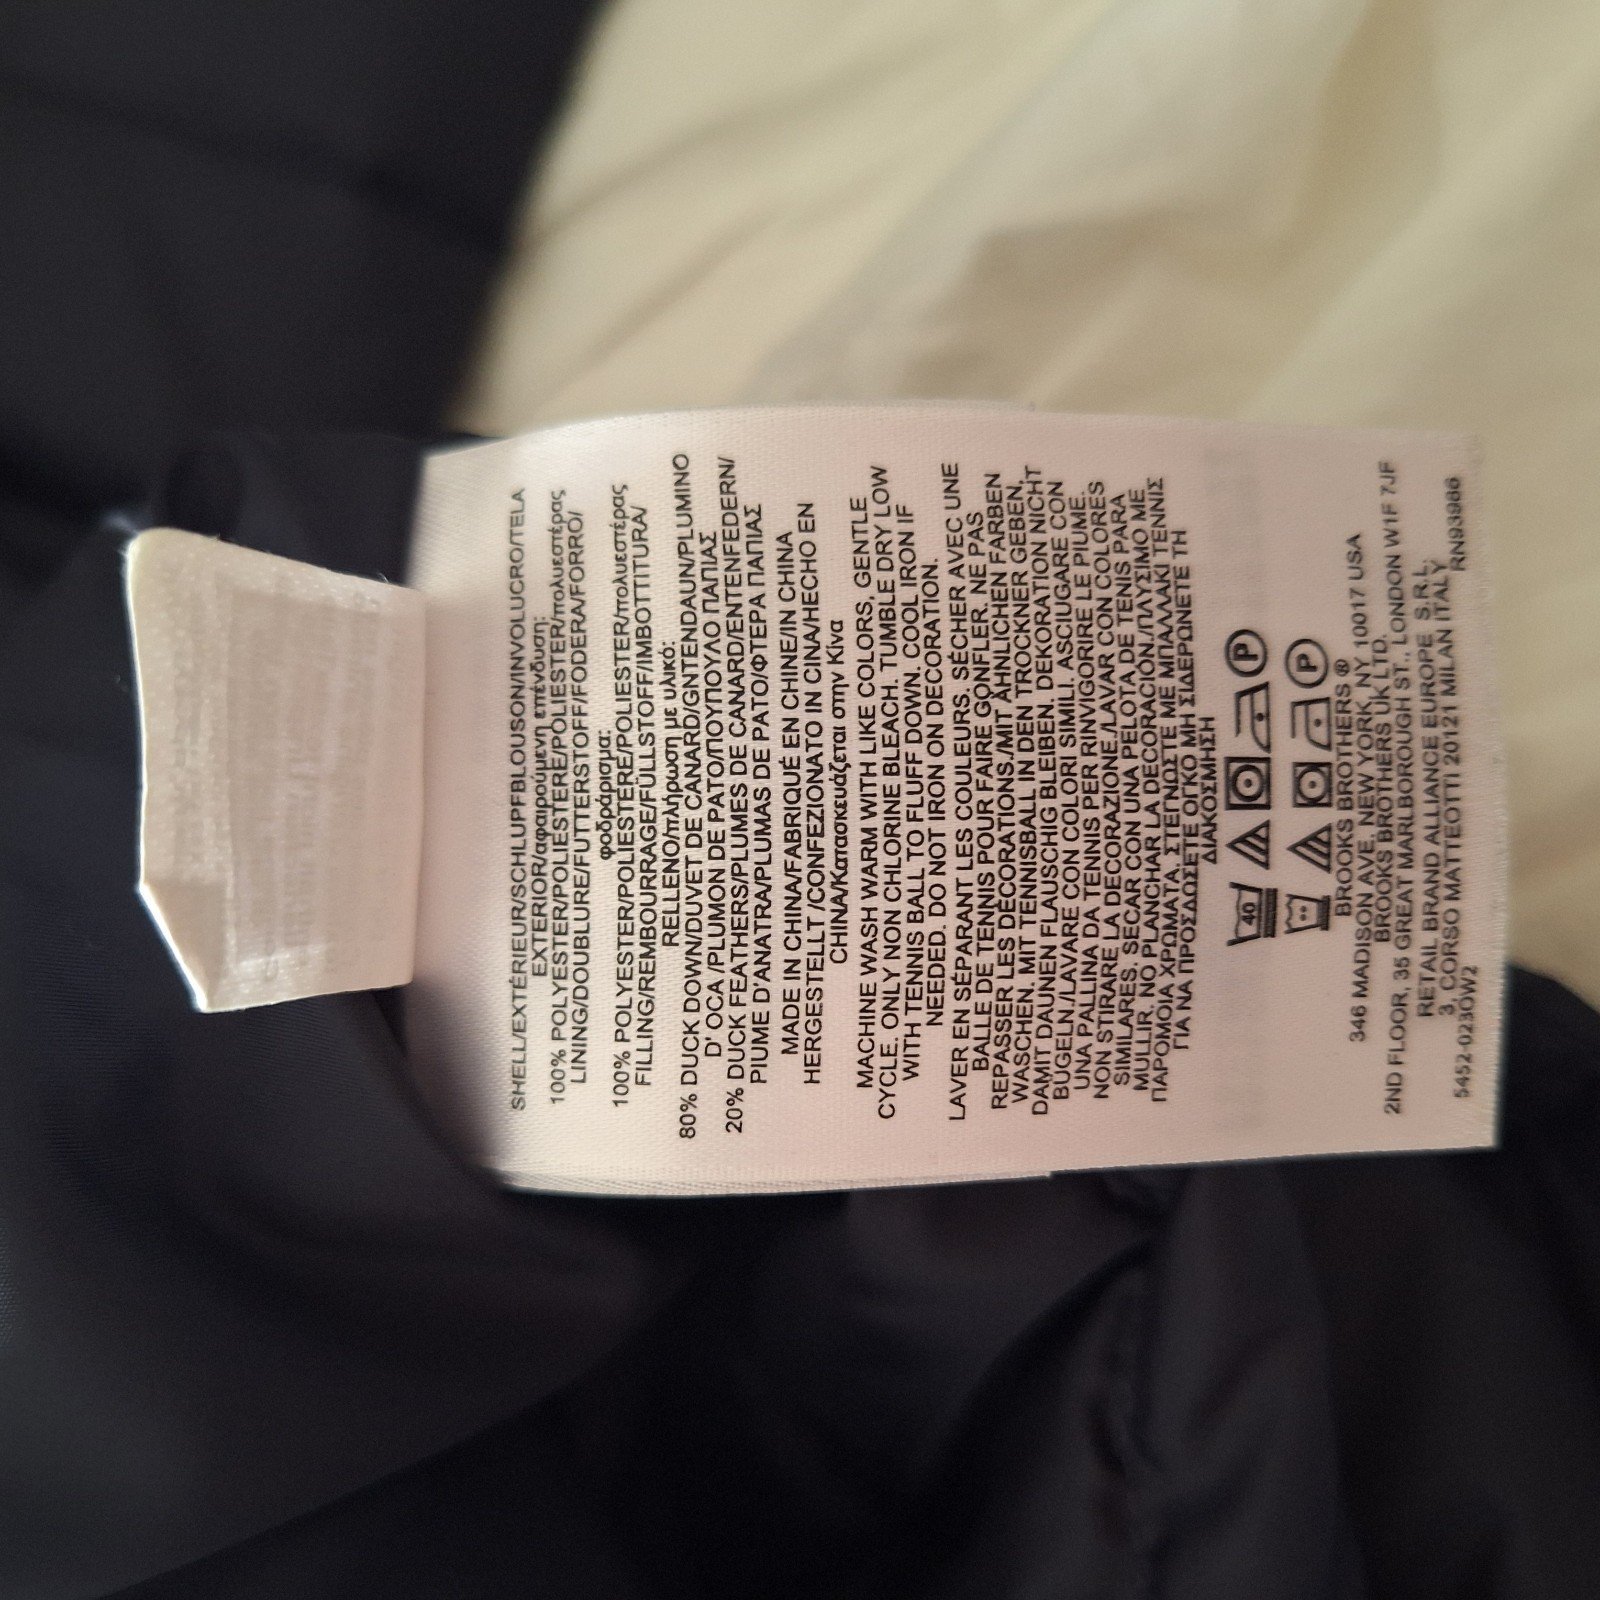 SHELL/EXTÉRIEUR/SCHLUPFBLOUSON/INVOLUCRO/TELA
EXTERIOR/αφαιρούμενη επένδυση:
100% POLYESTER/POLIESTERE/POLIESTER/πολυεστέρας
LINING/DOUBLURE/FUTTERSTOFF/FODERA/FORRO/
φοδράρισμα:
100% POLYESTER/POLIESTERE/POLIESTER/πολυεστέρας
FILLING/REMBOURRAGE/FÜLLSTOFF/IMBOTTITURA/
RELLENO/πλήρωση με υλικό:
80% DUCK DOWN/DUVET DE CANARD/GNTENDAUN/PLUMINO
D' OCA /PLUMON DE PATO/ΠΟΥΠΟΥΛΟ ΠΑΠΙΑΣ
20% DUCK FEATHERS/PLUMES DE CANARD/ENTENFEDERN/
PIUME D'ANATRA/PLUMAS DE PATO/ΦΤΕΡΑ ΠΑΠΙΑΣ
MADE IN CHINA/FABRIQUÉ EN CHINE/IN CHINA
HERGESTELLT /CONFEZIONATO IN CINA/HECHO EN
CHINA/Κατασκευάζεται στην Κίνα
MACHINE WASH WARM WITH LIKE COLORS, GENTLE
CYCLE. ONLY NON CHLORINE BLEACH. TUMBLE DRY LOW
WITH TENNIS BALL TO FLUFF DOWN. COOL IRON IF
NEEDED. DO NOT IRON ON DECORATION.
LAVER EN SÉPARANT LES COULEURS. SÉCHER AVEC UNE
BALLE DE TENNIS POUR FAIRE GONFLER. NE PAS
REPASSER LES DÉCORATIONS./MIT ÄHNLICHEN FARBEN
WASCHEN. MIT TENNISBALL IN DEN TROCKNER GEBEN,
DAMIT DAUNEN FLAUSCHIG BLEIBEN. DEKORATION NICHT
BÜGELN./LAVARE CON COLORI SIMILI. ASCIUGARE CON
UNA PALLINA DA TENNIS PER RINVIGORIRE LE PIUME.
NON STIRARE LA DECORAZIONE./LAVAR CON COLORES
SIMILARES. SECAR CON UNA PELOTA DE TENIS PARA
MULLIR. NO PLANCHAR LA DECORACIÓN./ΠΛΥΣΙΜΟ ΜΕ
ΠΑΡΟΜΟΙΑ ΧΡΩΜΑΤΑ. ΣΤΕΓΝΩΣΤΕ ΜΕ ΜΠΑΛΛΑΚΙ ΤΕΝΝΙΣ
ΓΙΑ ΝΑ ΠΡΟΣΔΩΣΕΤΕ ΟΓΚΟ ΜΗ ΣΙΔΕΡΩΝΕΤΕ ΤΗ
ΔΙΑΚΟΣΜΗΣΗ
40 P
P
BROOKS BROTHERS ®
346 MADISON AVE. NEW YORK, NY 10017 USA
BROOKS BROTHERS UK LTD.
2ND FLOOR, 35 GREAT MARLBOROUGH ST., LONDON W1F 7JF
RETAIL BRAND ALLIANCE EUROPE S.R.L.
3, CORSO MATTEOTTI 20121 MILAN ITALY
5452-023OW2 RN93986